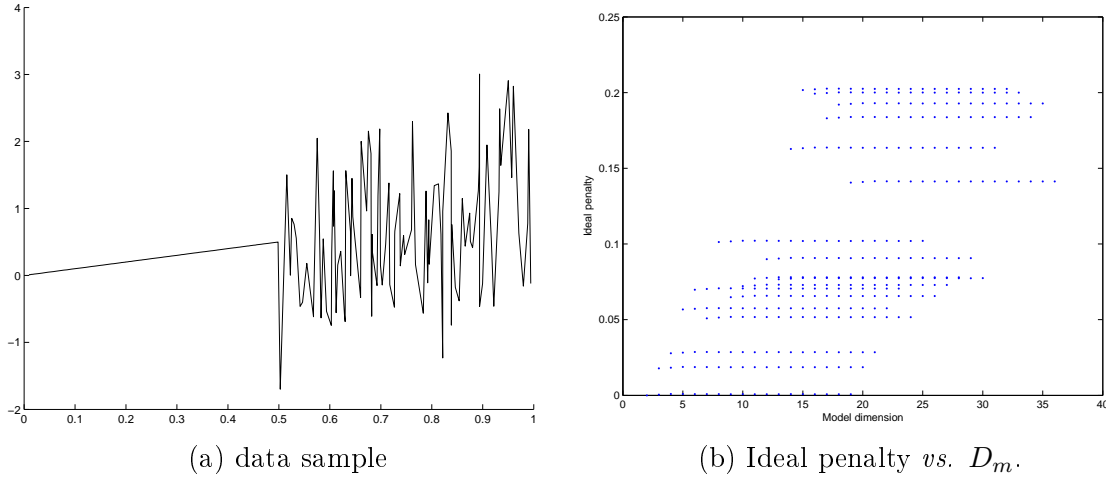 4
3
2
1
0
−1
−2
0 0.1 0.2 0.3 0.4 0.5 0.6 0.7 0.8 0.9 1
(a) data sample
0.25
0.2
0.15
0.1
0.05
0
Ideal penalty
0 5 10 15 20 25 30 35 40
Model dimension
(b) Ideal penalty vs. Dm.